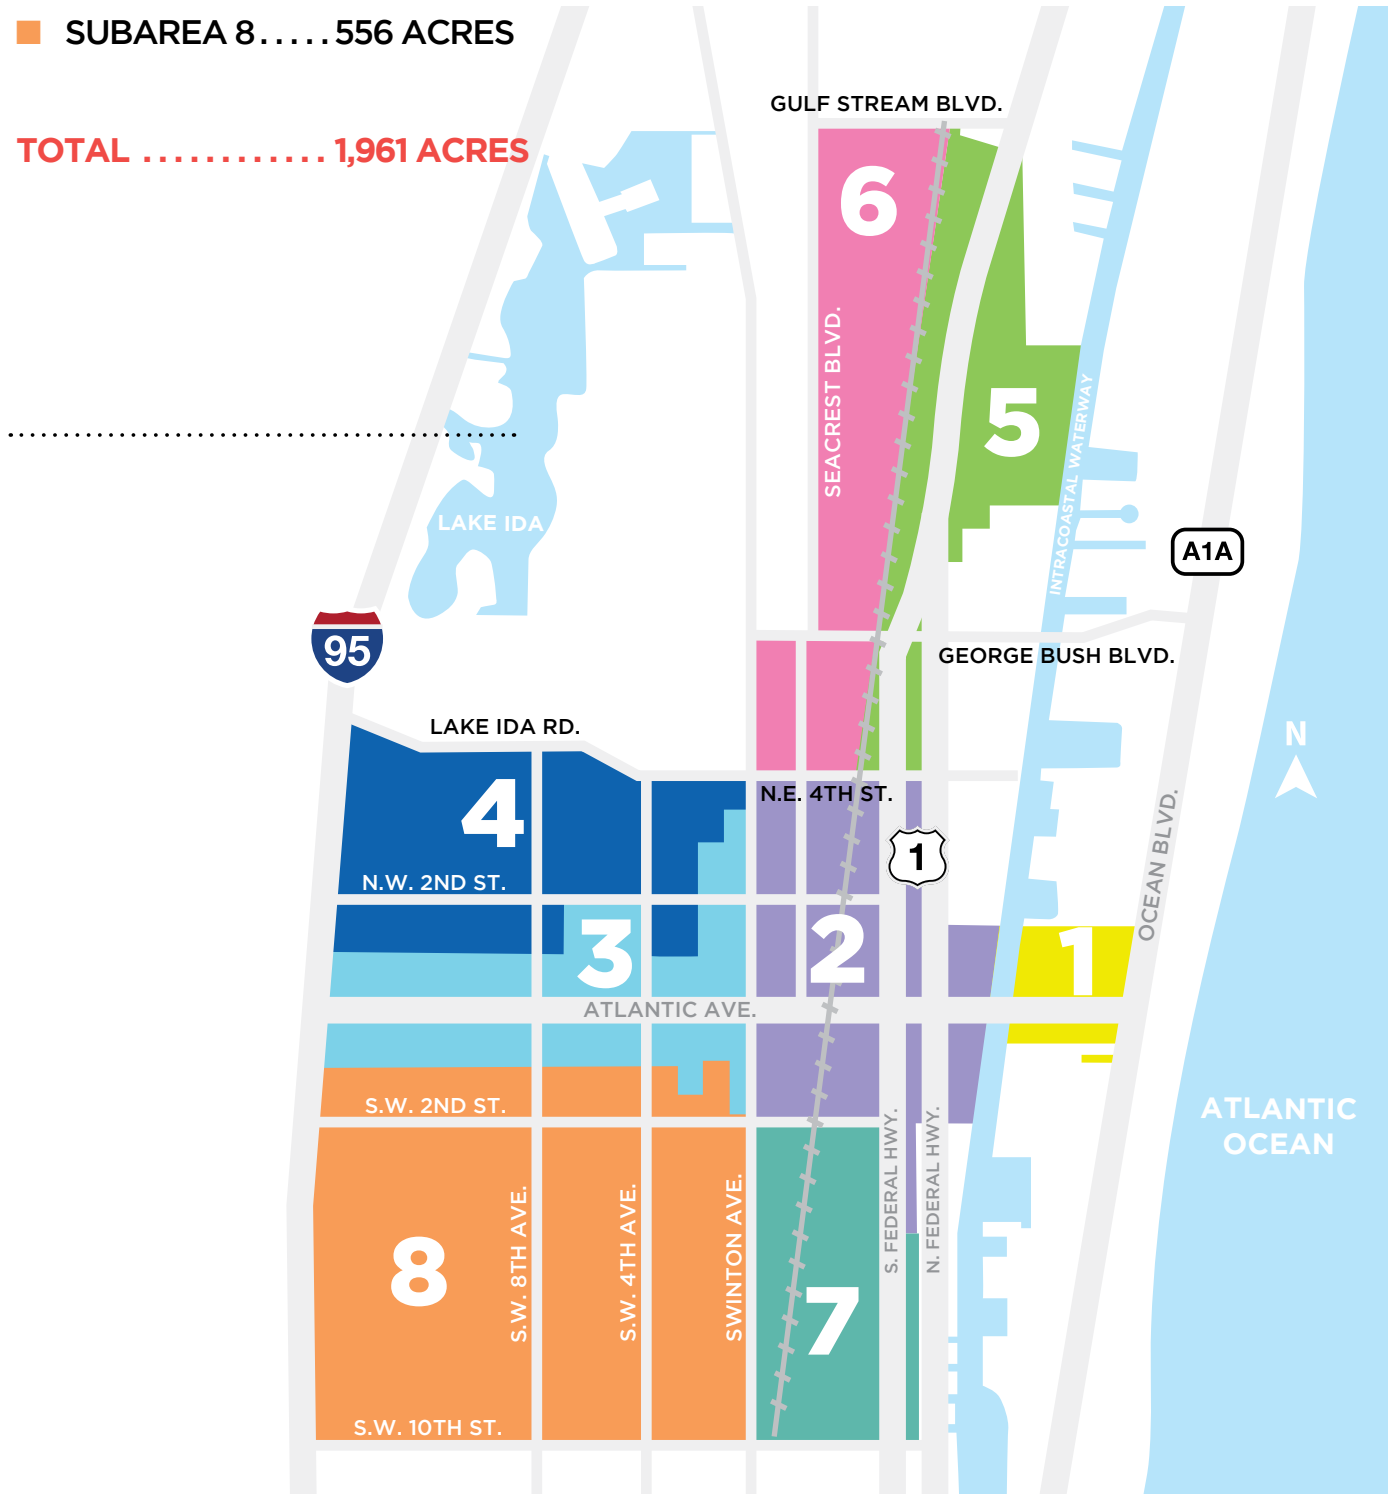 SUBAREA 8.....556 ACRES
TOTAL ............ 1,961 ACRES
GULF STREAM BLVD.
6
SEACREST BLVD.
5
INTRACOASTAL WATERWAY
LAKE IDA
A1A
95
GEORGE BUSH BLVD.
LAKE IDA RD.
N
4
N.E. 4TH ST.
OCEAN BLVD.
1
N.W. 2ND ST.
3
2
1
ATLANTIC AVE.
S.W. 2ND ST.
ATLANTIC
OCEAN
S. FEDERAL HWY.
N. FEDERAL HWY.
S.W. 8TH AVE.
S.W. 4TH AVE.
SWINTON AVE.
8
7
S.W. 10TH ST.